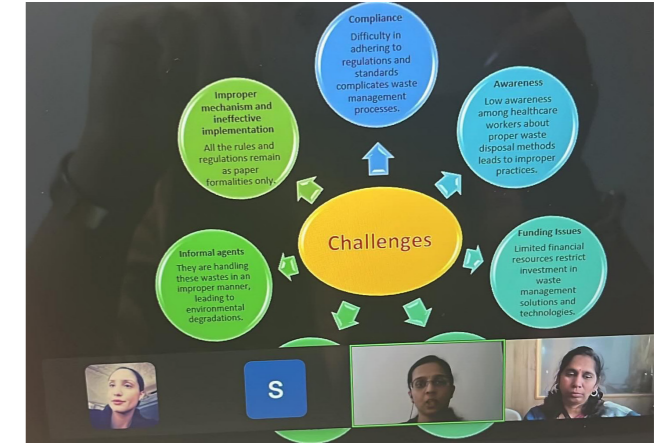 Compliance
Difficulty in
adhering to
regulations and
standards
complicates waste
management
processes.
Awareness
Low awareness
among healthcare
workers about
proper waste
disposal methods
leads to improper
practices.
Improper
mechanism and
ineffective
implementation
All the rules and
regulations remain
as paper
formalities only.
Challenges
Funding Issues
Limited financial
resources restrict
investment in
waste
management
solutions and
technologies.
Informal agents
They are handling
these wastes in an
improper manner,
leading to
environmental
degradations.
S